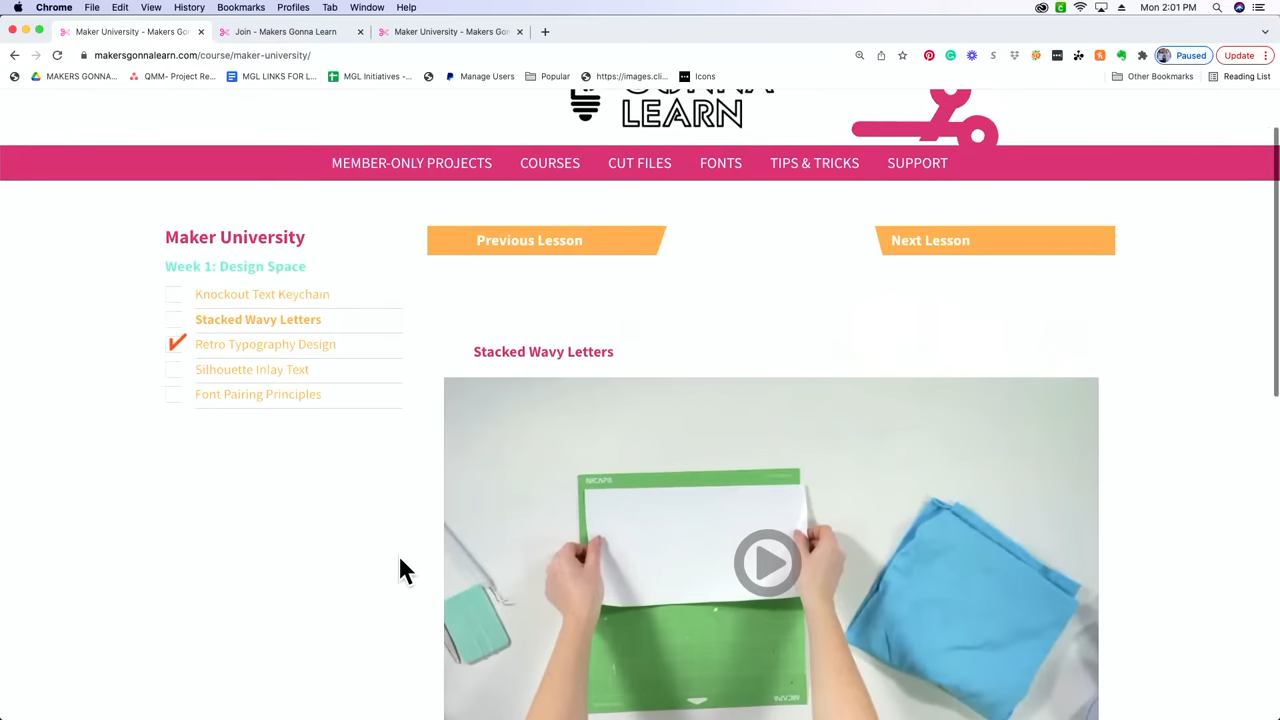 Chrome File Edit View History Bookmarks Profiles Tab Window Help Mon 2:01 PM
Maker University - Makers Go Join - Makers Gonna Learn Maker University - Makers Gon
makersgonnalearn.com/course/maker-university/ Paused Update
MAKERS GONNA... QMM- Project Re... MGL LINKS FOR L... MGL Initiatives -... Manage Users Popular https://images.cli... Icons Other Bookmarks Reading List
GONNA
LEARN
MEMBER-ONLY PROJECTS COURSES CUT FILES FONTS TIPS & TRICKS SUPPORT
Maker University
Previous Lesson Next Lesson
Week 1: Design Space
Knockout Text Keychain
Stacked Wavy Letters
Retro Typography Design
Silhouette Inlay Text
Font Pairing Principles
Stacked Wavy Letters
NICAPA
NICAPA